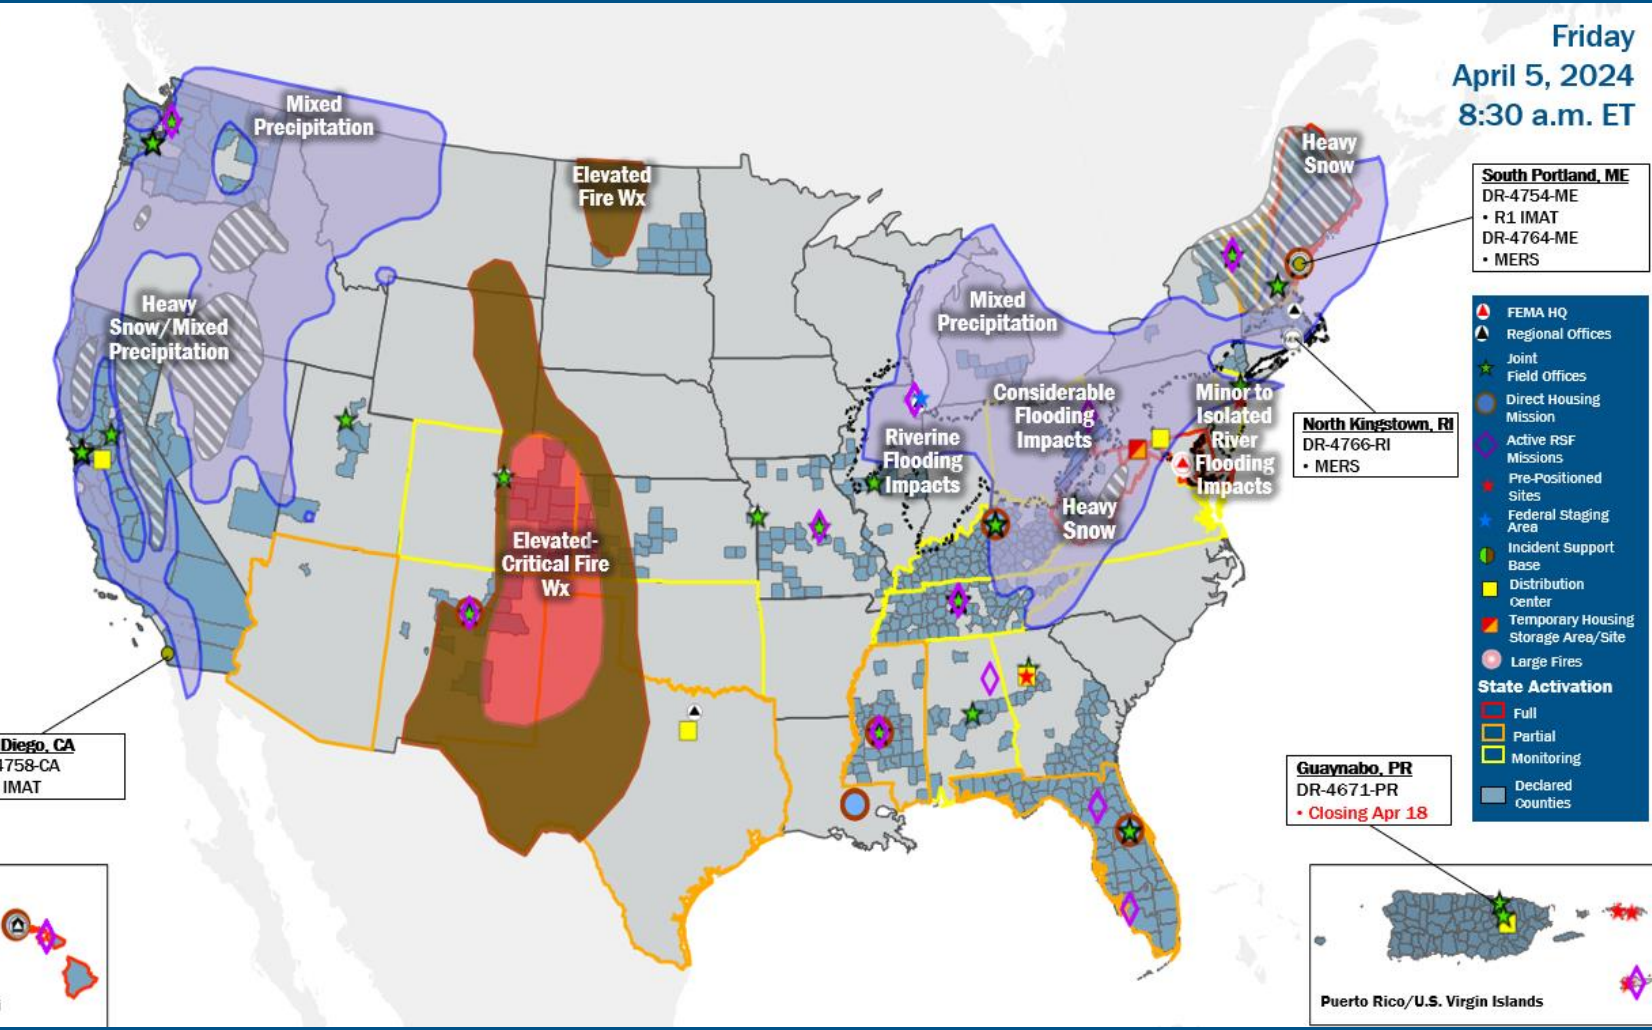 Friday
April 5, 2024
8:30 a.m. ET
Mixed
Precipitation
Elevated
Fire Wx
Heavy
Snow
South Portland, ME
DR-4754-ME
• R1 IMAT
DR-4764-ME
• MERS
Heavy
Snow/Mixed
Precipitation
Mixed
Precipitation
FEMA HQ
Regional Offices
Joint
Field Offices
Direct Housing
Mission
Active RSF
Missions
Pre-Positioned
Sites
Federal Staging
Area
Incident Support
Base
Distribution
Center
Temporary Housing
Storage Area/Site
Large Fires
State Activation
Full
Partial
Monitoring
Declared
Counties
Considerable
Flooding
Impacts
Minor to
Isolated
River
Flooding
Impacts
North Kingstown, RI
DR-4766-RI
• MERS
Riverine
Flooding
Impacts
Heavy
Snow
Elevated-
Critical Fire
Wx
Diego, CA
4758-CA
IMAT
Guaynabo, PR
DR-4671-PR
• Closing Apr 18
Puerto Rico/U.S. Virgin Islands